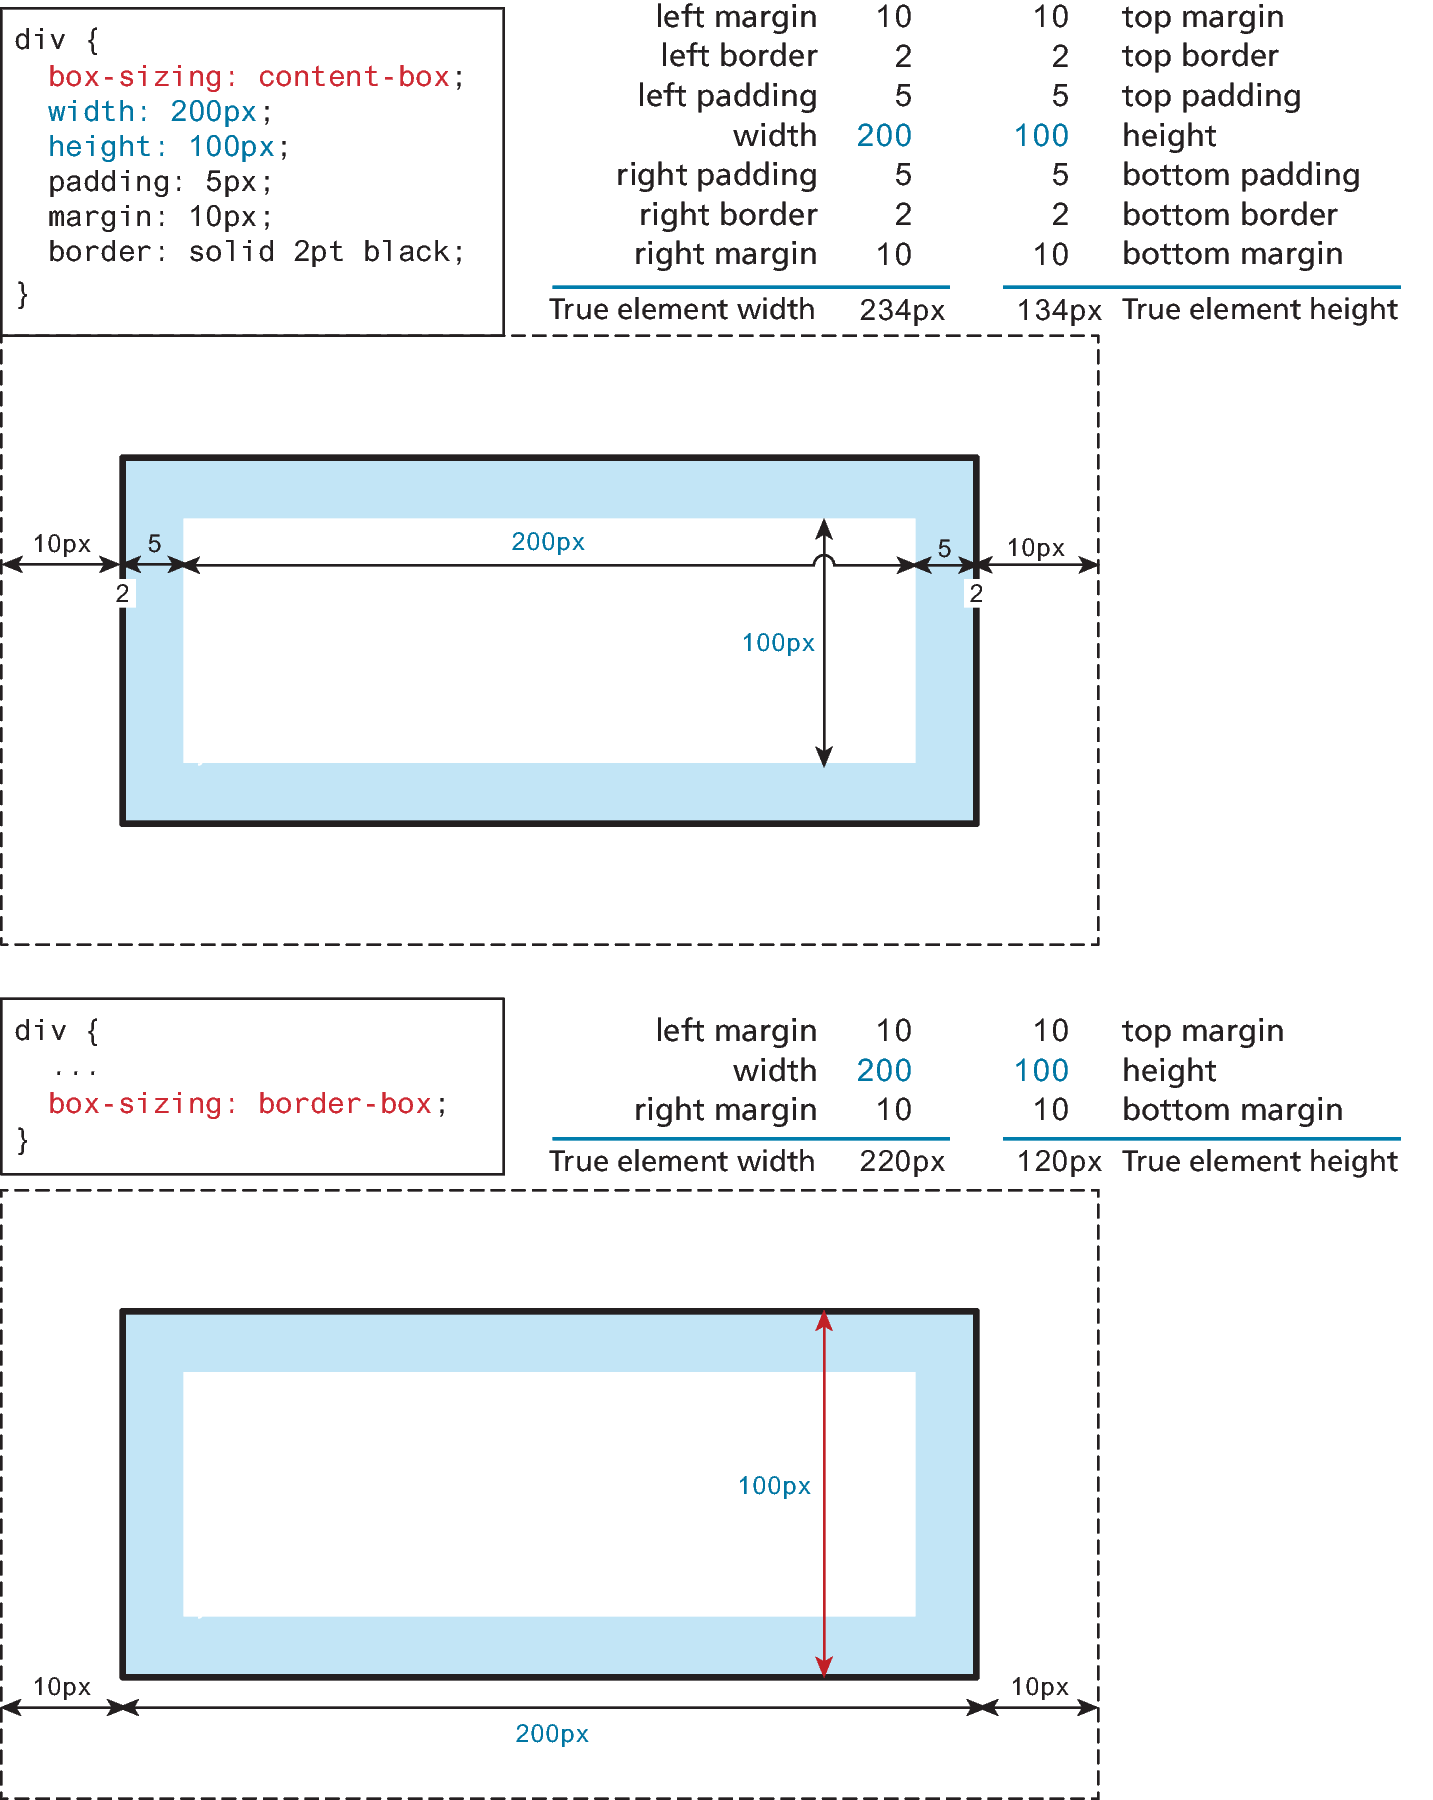 div {
box-sizing: content-box;
width: 200px;
height: 100px;
padding: 5px;
margin: 10px;
border: solid 2pt black;
}
left margin 10 10 top margin
left border 2 2 top border
left padding 5 5 top padding
width 200 100 height
right padding 5 5 bottom padding
right border 2 2 bottom border
right margin 10 10 bottom margin
True element width 234px 134px True element height
10px 5 200px 5 10px
2 2
100px
div {
...
box-sizing: border-box;
}
left margin 10 10 top margin
width 200 100 height
right margin 10 10 bottom margin
True element width 220px 120px True element height
100px
10px 10px
200px